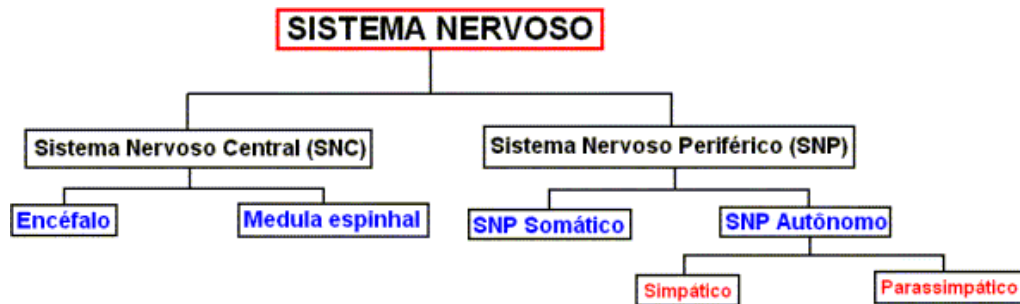 SISTEMA NERVOSO
Sistema Nervoso Central (SNC)
Sistema Nervoso Periférico (SNP)
Encéfalo
Medula espinhal
SNP Somático
SNP Autônomo
Simpático
Parassimpático